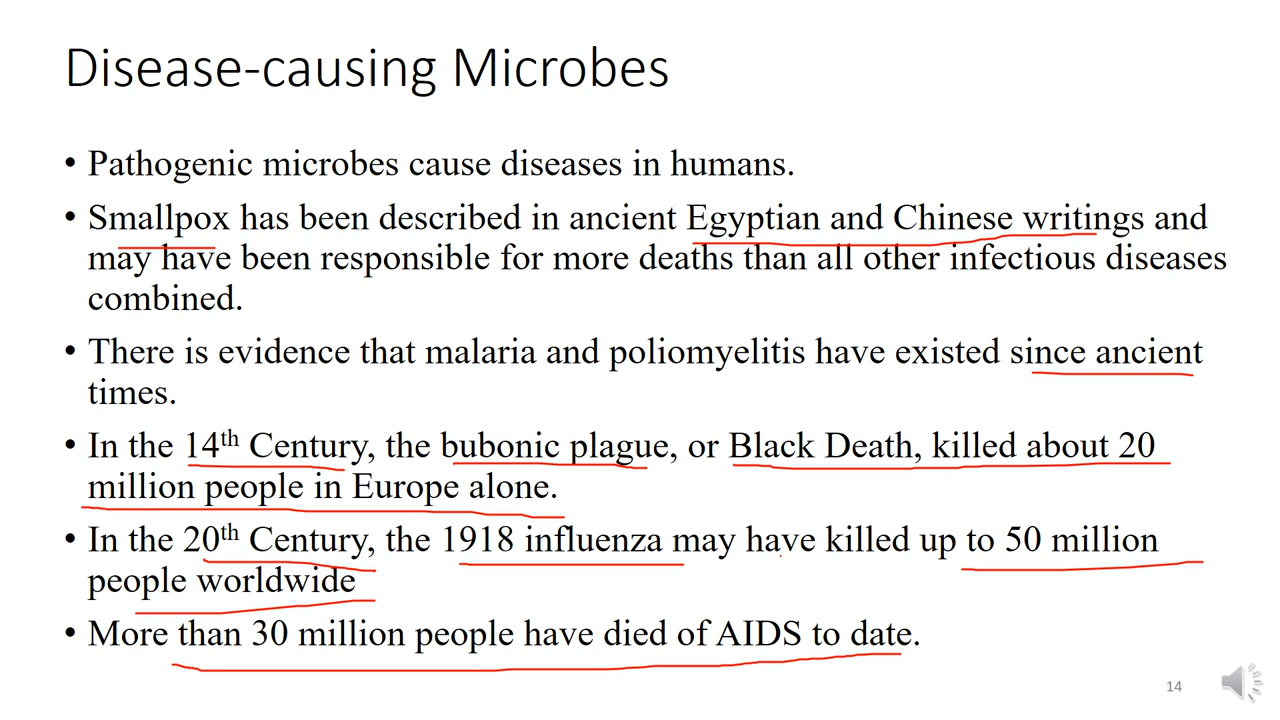 Disease-causing Microbes
• Pathogenic microbes cause diseases in humans.
• Smallpox has been described in ancient Egyptian and Chinese writings and
may have been responsible for more deaths than all other infectious diseases
combined.
• There is evidence that malaria and poliomyelitis have existed since ancient
times.
• In the 14th Century, the bubonic plague, or Black Death, killed about 20
million people in Europe alone.
• In the 20th Century, the 1918 influenza may have killed up to 50 million
people worldwide
• More than 30 million people have died of AIDS to date.
14